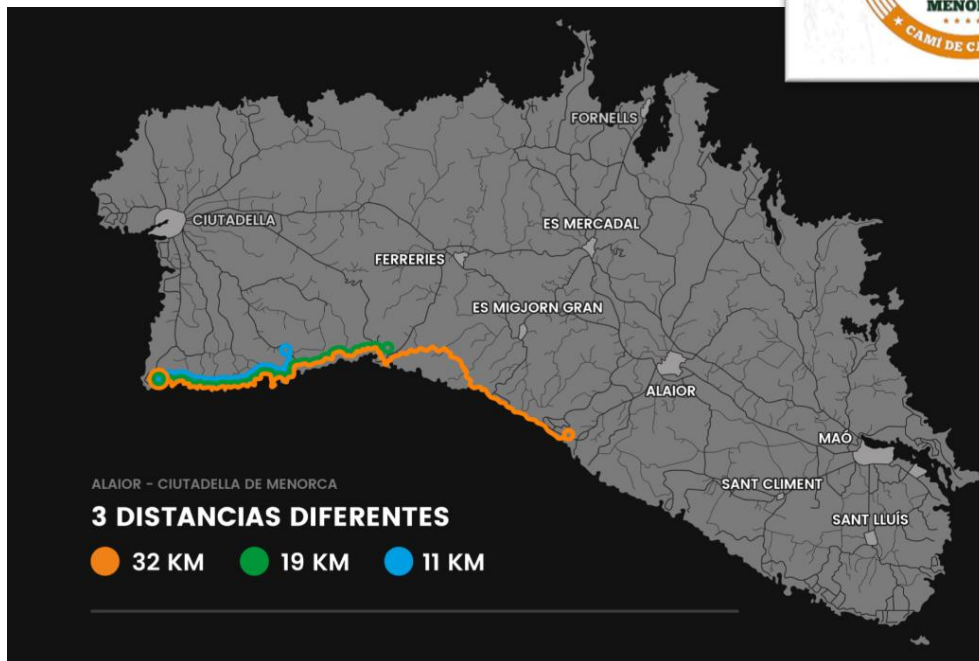 MENOR
CAMÍ DE C
FORNELLS
ES MERCADAL
CIUTADELLA
FERRERIES
ES MIGJORN GRAN
ALAIOR
MAÓ
SANT CLIMENT
SANT LLUÍS
ALAIOR - CIUTADELLA DE MENORCA
3 DISTANCIAS DIFERENTES
32 KM 19 KM 11 KM